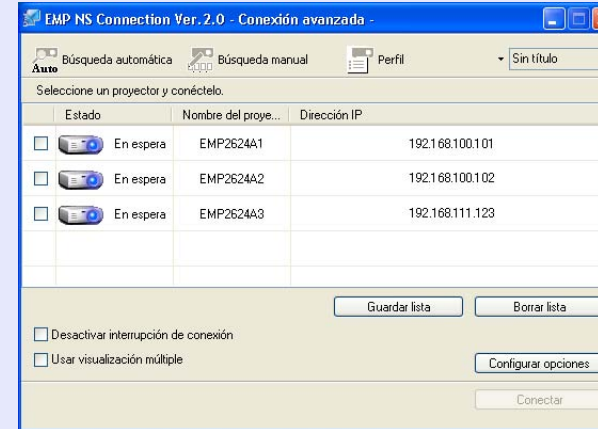 EMP NS Connection Ver.2.0 - Conexión avanzada -
Auto Búsqueda automática Búsqueda manual Perfil Sin título
Seleccione un proyector y conéctelo.
Estado Nombre del proye... Dirección IP
En espera EMP2624A1 192.168.100.101
En espera EMP2624A2 192.168.100.102
En espera EMP2624A3 192.168.111.123
Guardar lista Borrar lista
Desactivar interrupción de conexión
Usar visualización múltiple
Configurar opciones
Conectar